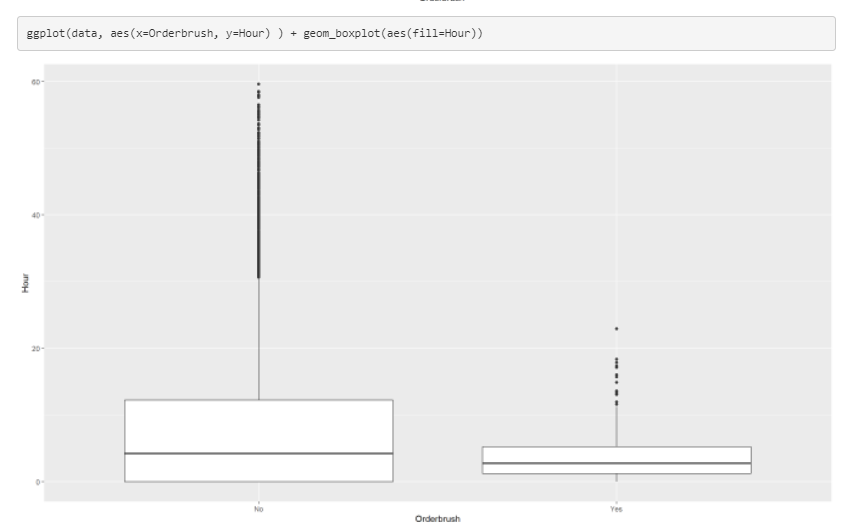 ggplot(data, aes(x=Orderbrush, y=Hour) ) + geom_boxplot(aes(fill=Hour))
60
40
Hour
20
0
No
Yes
Orderbrush